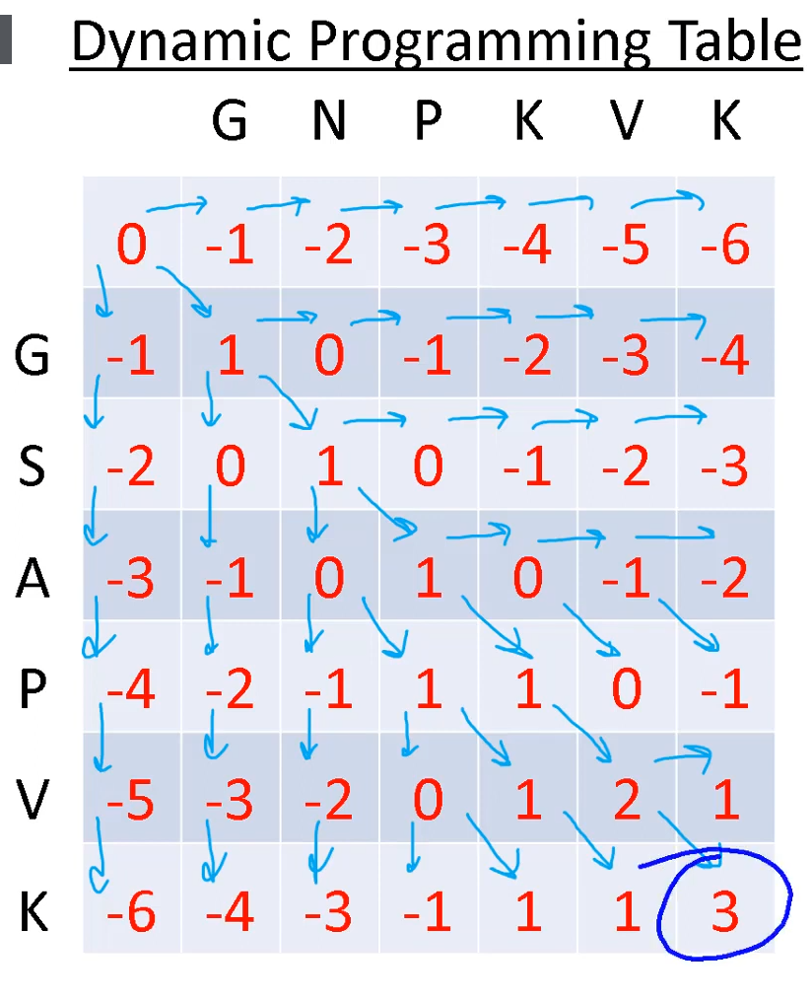 Dynamic Programming Table
G N P K V K
0 -1 -2 -3 -4 -5 -6
G -1 1 0 -1 -2 -3 -4
S -2 0 1 0 -1 -2 -3
A -3 -1 0 1 0 -1 -2
P -4 -2 -1 1 1 0 -1
V -5 -3 -2 0 1 2 1
K -6 -4 -3 -1 1 1 3